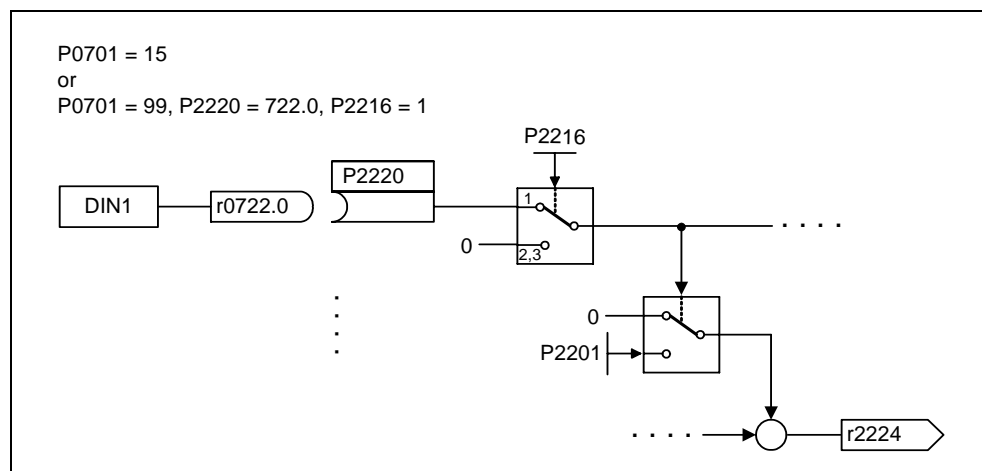 P0701 = 15
or
P0701 = 99, P2220 = 722.0, P2216 = 1
P2216
P2220
DIN1
r0722.0
1
0
2,3
0
P2201
r2224